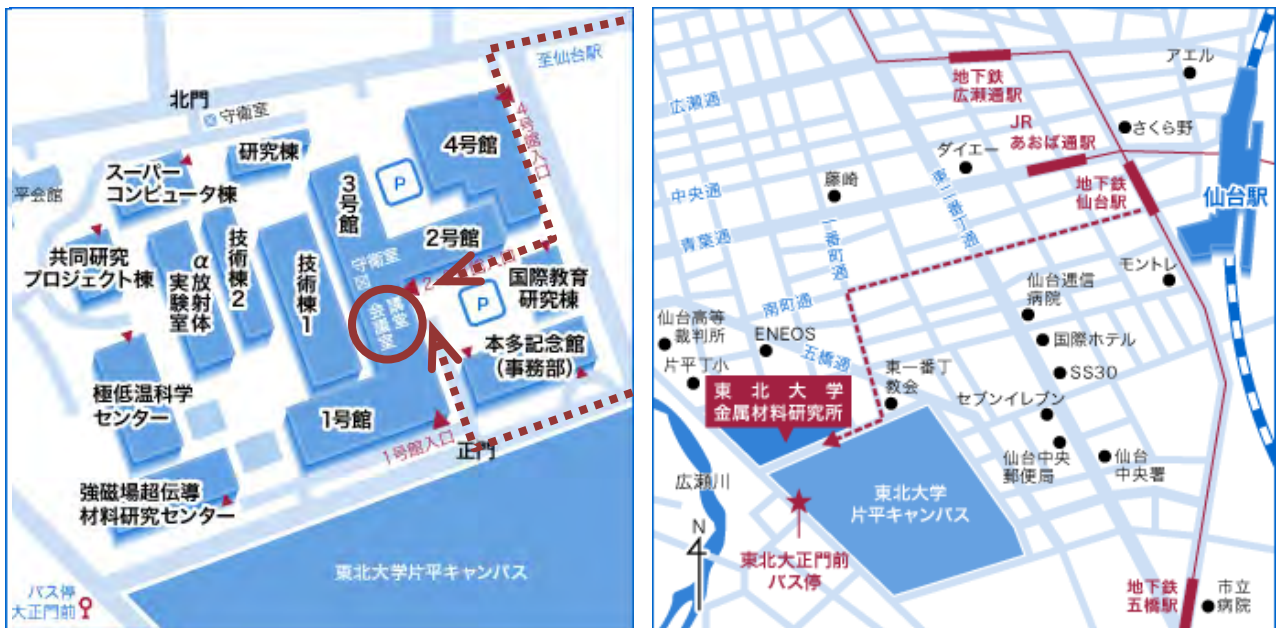 至仙台駅
北門
守衛室
4号館入口
4号館
研究棟
スーパー
コンピュータ棟
平会館
3号館
P
2号館
守衛室
2
入口
共同研究
プロジェクト棟
α放射体
実験室
技術棟2
技術棟1
講堂
会議室
P
国際教育
研究棟
本多記念館
(事務部)
極低温科学
センター
1号館
1号館入口
正門
強磁場超伝導
材料研究センター
東北大学片平キャンパス
バス停
大正門前
アエル
地下鉄
広瀬通駅
広瀬通
JR
あおば通駅
さくら野
ダイエー
東二番丁通
地下鉄
仙台駅
仙台駅
中央通
藤崎
青葉通
一番町通
モントレ
仙台逓信
病院
南町通
仙台高等
裁判所
ENEOS
五橋通
国際ホテル
片平丁小
東一番丁
教会
SS30
東北大学
金属材料研究所
セブンイレブン
仙台中央
郵便局
仙台
中央署
広瀬川
東北大学
片平キャンパス
N
東北大正門前
バス停
地下鉄
五橋駅
市立
病院